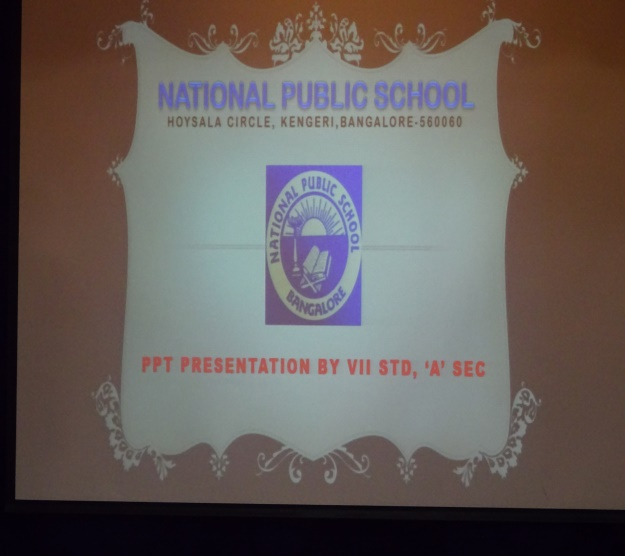 NATIONAL PUBLIC SCHOOL
HOYSALA CIRCLE, KENGERI,BANGALORE-560060
NATIONAL PUBLIC SCHOOL
BANGALORE
PPT PRESENTATION BY VII STD, ‘A’ SEC